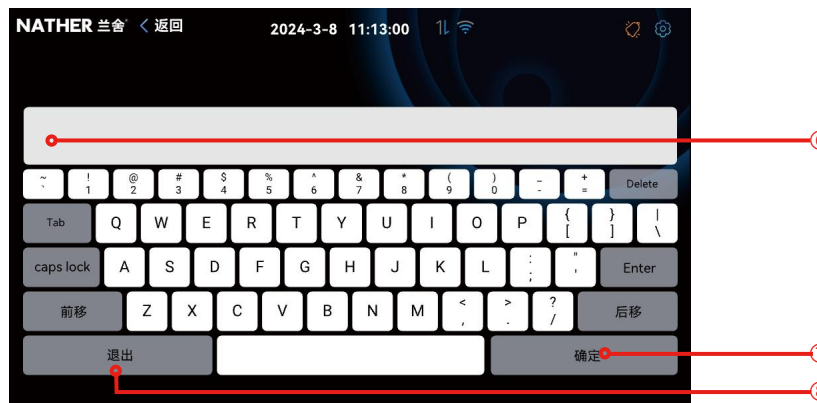 NATHER 兰舍 < 返回 2024-3-8 11:13:00
~ ` ! 1 @ 2 # 3 $ 4 % 5 ^ 6 & 7 * 8 ( 9 ) 0 _ - + = Delete
Tab Q W E R T Y U I O P { [ } ] | \
caps lock A S D F G H J K L : ; " ' Enter
前移 Z X C V B N M < , > . ? / 后移
退出 确定